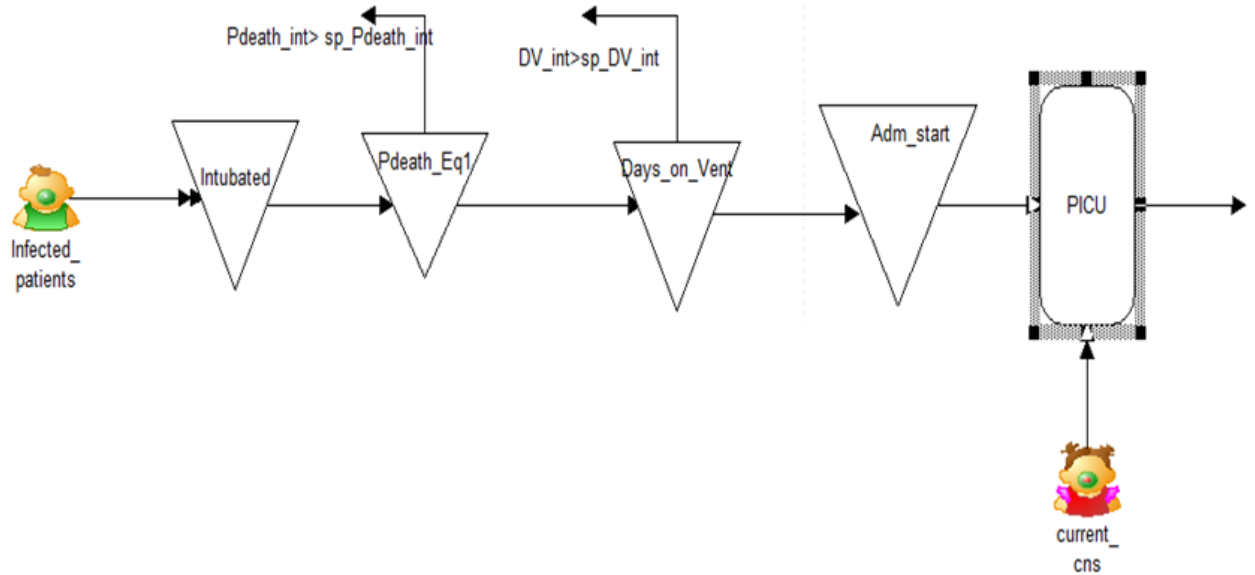 Pdeath_int> sp_Pdeath_int
DV_int>sp_DV_int
Intubated
Pdeath_Eq1
Days_on_Vent
Adm_start
PICU
Infected_
patients
current_
cns